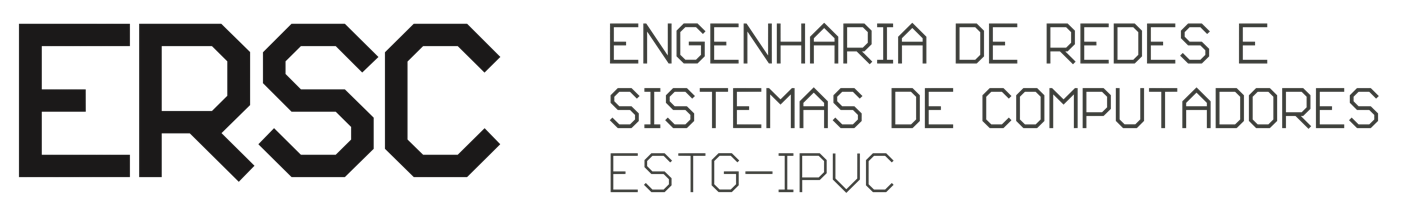 ERSC
ENGENHARIA DE REDES E
SISTEMAS DE COMPUTADORES
ESTG-IPVC